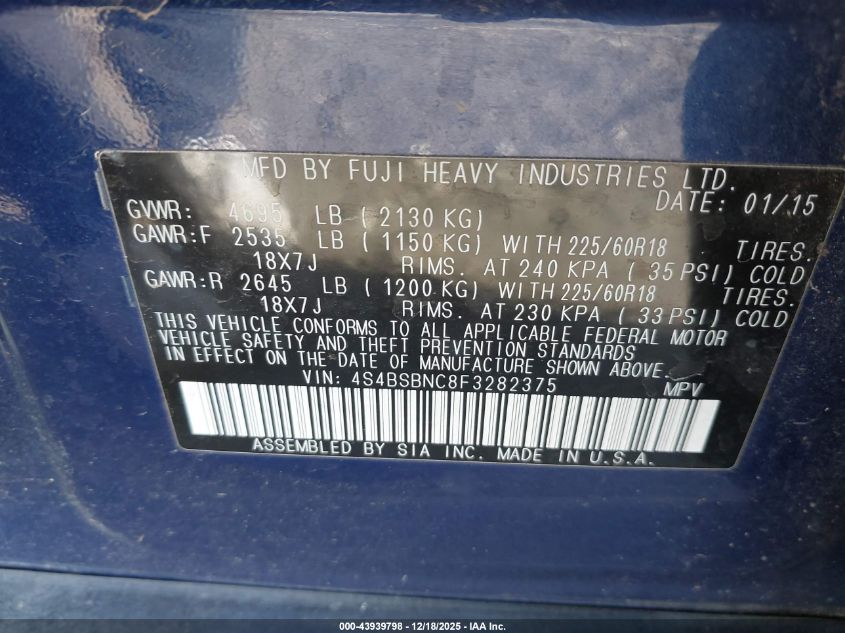 MFD BY FUJI HEAVY INDUSTRIES LTD.
DATE: 01/15
GVWR: 4695 LB (2130 KG)
GAWR:F 2535 LB (1150 KG) WITH 225/60R18 TIRES.
18X7J RIMS. AT 240 KPA (35 PSI) COLD
GAWR:R 2645 LB (1200 KG) WITH 225/60R18 TIRES.
18X7J RIMS. AT 230 KPA (33 PSI) COLD
THIS VEHICLE CONFORMS TO ALL APPLICABLE FEDERAL MOTOR
VEHICLE SAFETY AND THEFT PREVENTION STANDARDS
IN EFFECT ON THE DATE OF MANUFACTURE SHOWN ABOVE.
VIN: 4S4BSBNC8F3282375 MPV
ASSEMBLED BY SIA INC. MADE IN U.S.A.
000-43939798 - 12/18/2025 - IAA Inc.